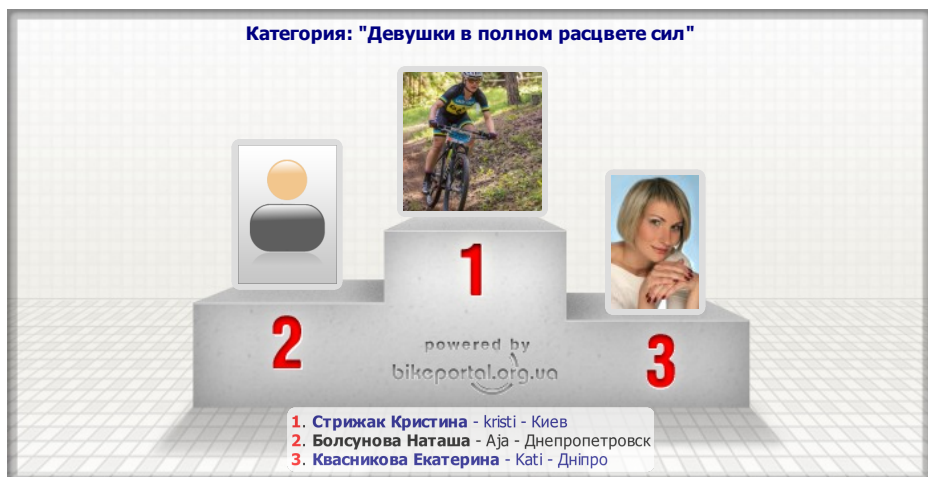 Категория: "Девушки в полном расцвете сил"
1
2
3
powered by
bikeportal.org.ua
1. Стрижак Кристина - kristi - Киев
2. Болсунова Наташа - Aja - Днепропетровск
3. Квасникова Екатерина - Kati - Дніпро